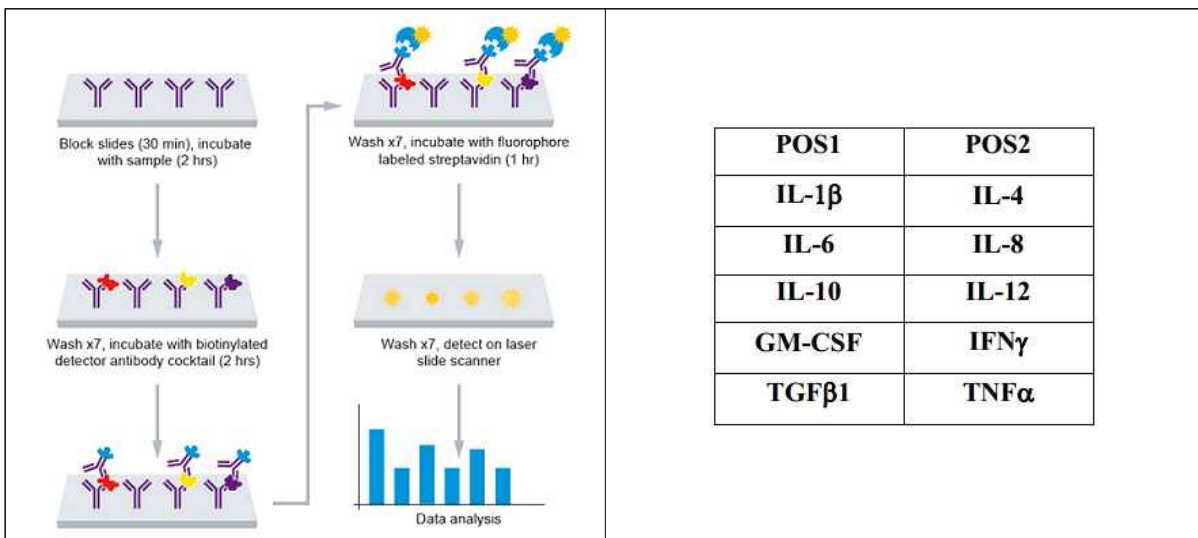 Block slides (30 min), incubate
with sample (2 hrs)
Wash x7, incubate with biotinylated
detector antibody cocktail (2 hrs)
Wash x7, incubate with fluorophore
labeled streptavidin (1 hr)
Wash x7, detect on laser
slide scanner
Data analysis
POS1 POS2
IL-1β IL-4
IL-6 IL-8
IL-10 IL-12
GM-CSF IFNγ
TGFβ1 TNFα